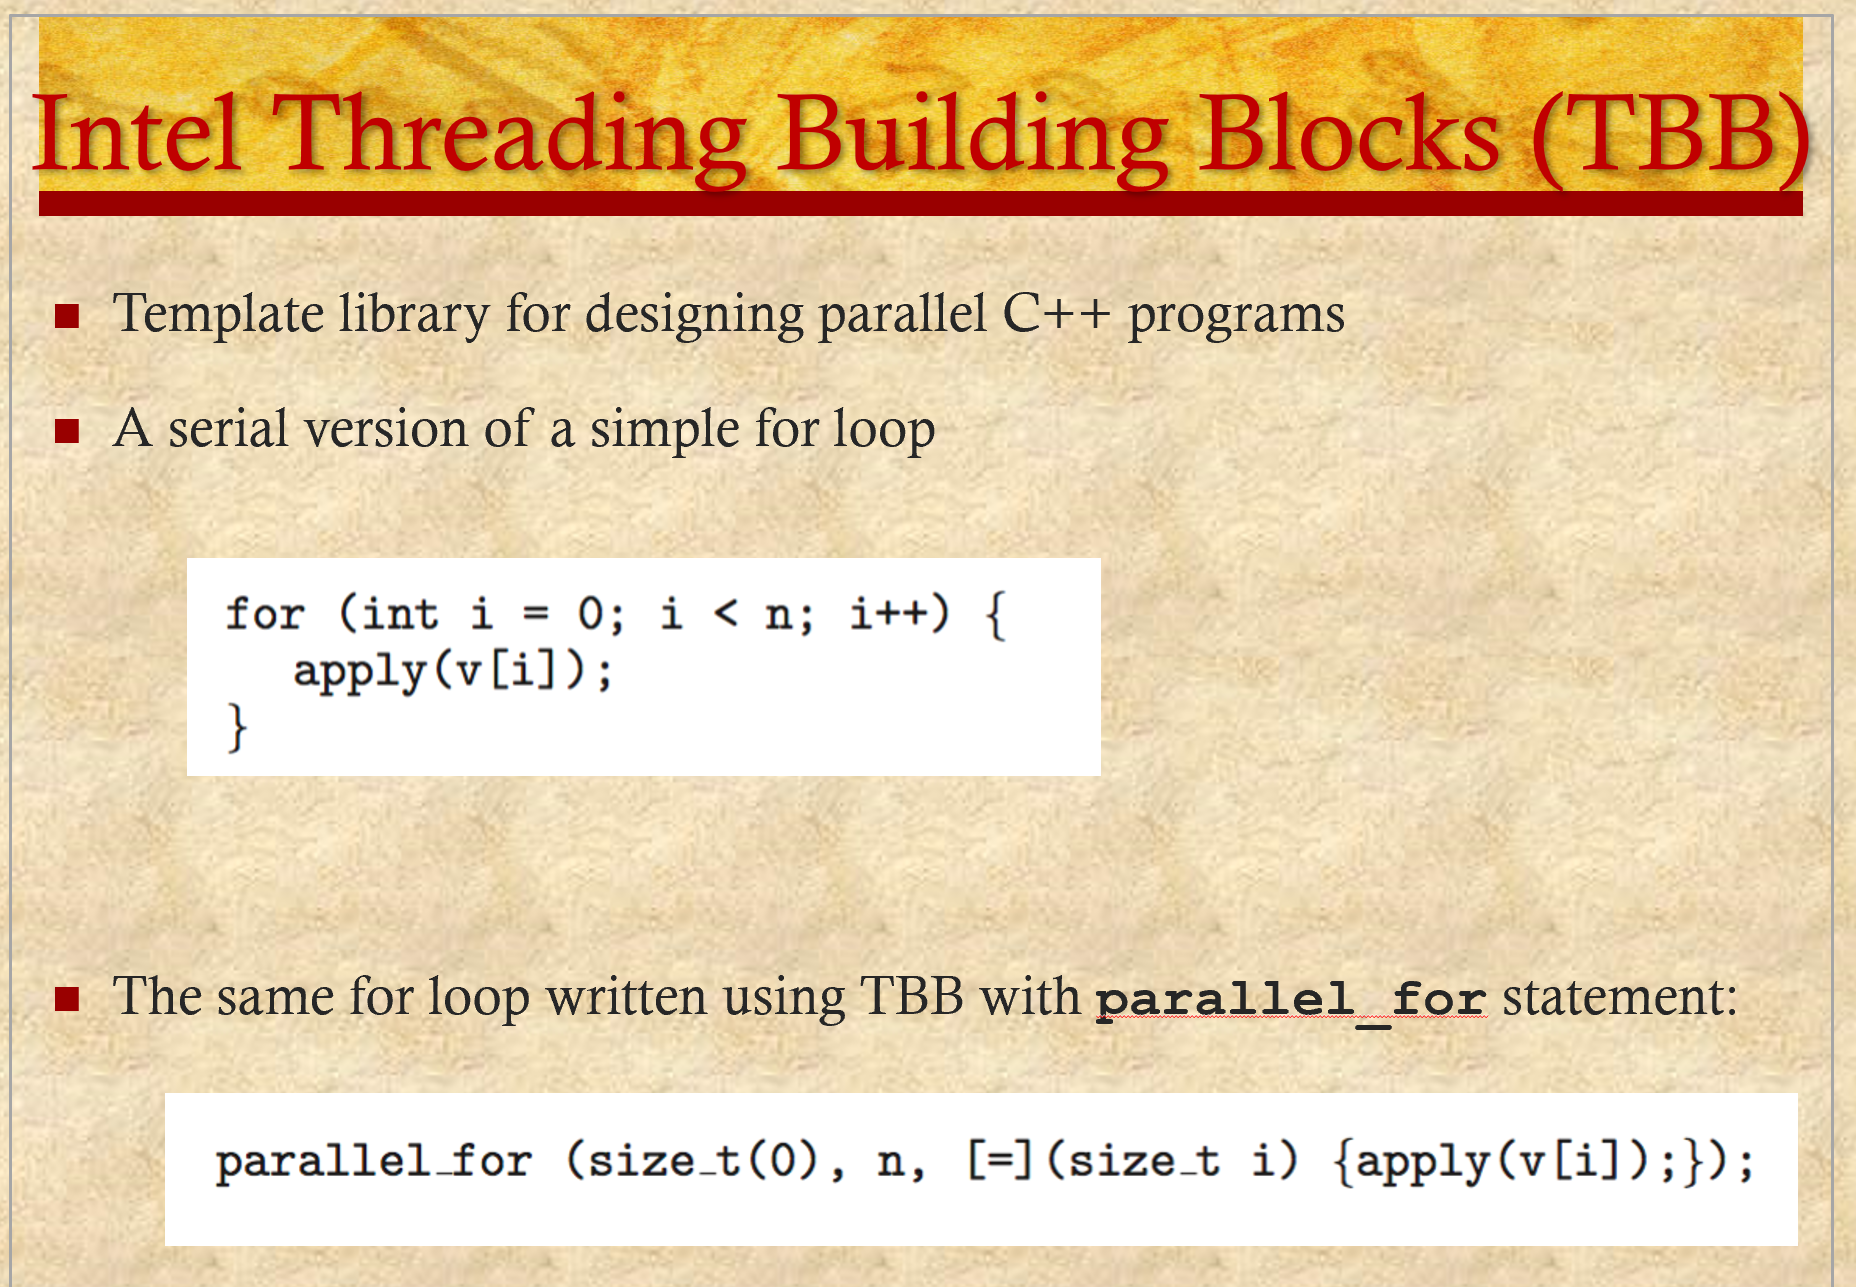 Intel Threading Building Blocks (TBB)
Template library for designing parallel C++ programs
A serial version of a simple for loop
for (int i = 0; i < n; i++) {
   apply(v[i]);
}
The same for loop written using TBB with parallel_for statement:
parallel_for (size_t(0), n, [=](size_t i) {apply(v[i]);});